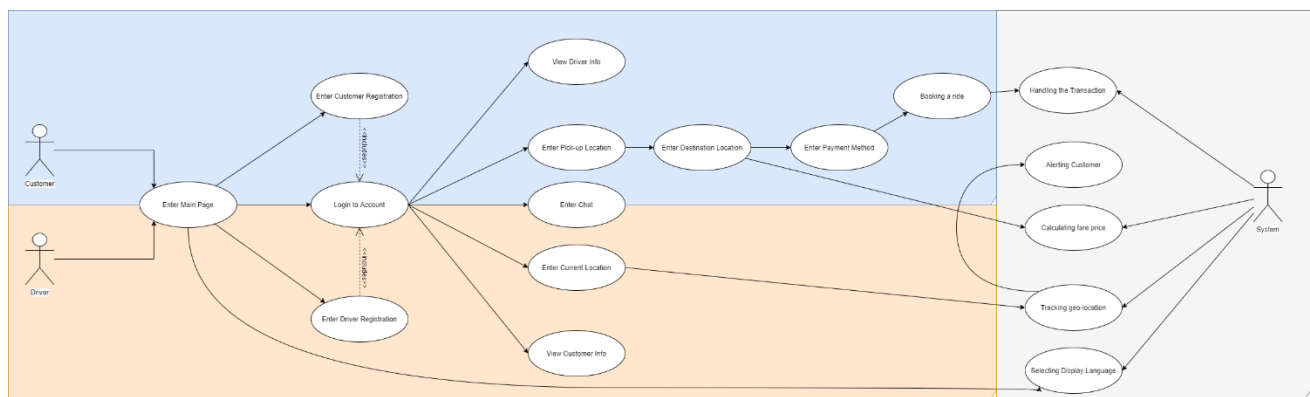 View Driver Info
Enter Customer Registration
Booking a ride
Handling the Transaction
<<includes>>
Enter Pick-up Location
Enter Destination Location
Enter Payment Method
Alerting Customer
Customer
Enter Main Page
Login to Account
Enter Chat
Calculating fare price
System
<<includes>>
Enter Current Location
Driver
Enter Driver Registration
Tracking geo-location
View Customer Info
Selecting Display Language